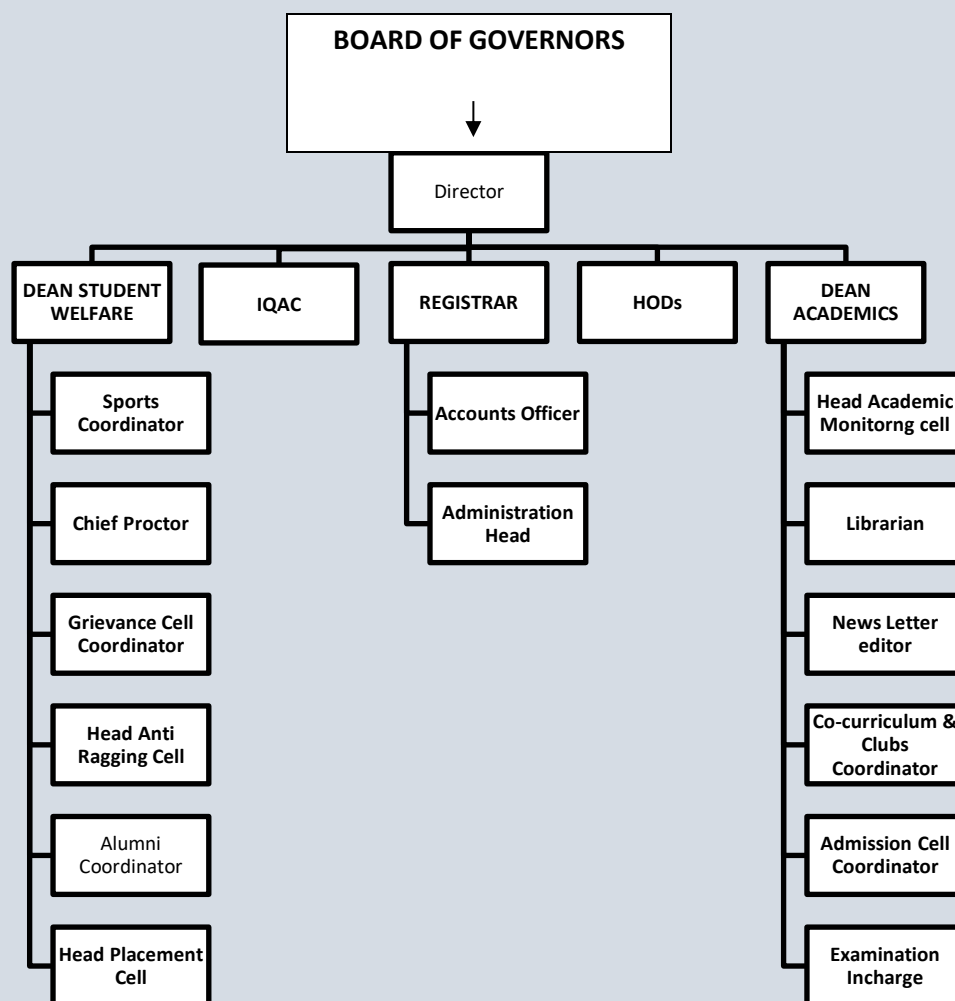 BOARD OF GOVERNORS
Director
DEAN STUDENT
WELFARE
IQAC
REGISTRAR
HODs
DEAN
ACADEMICS
Sports
Coordinator
Chief Proctor
Grievance Cell
Coordinator
Head Anti
Ragging Cell
Alumni
Coordinator
Head Placement
Cell
Accounts Officer
Administration
Head
Head Academic
Monitorng cell
Librarian
News Letter
editor
Co-curriculum &
Clubs
Coordinator
Admission Cell
Coordinator
Examination
Incharge